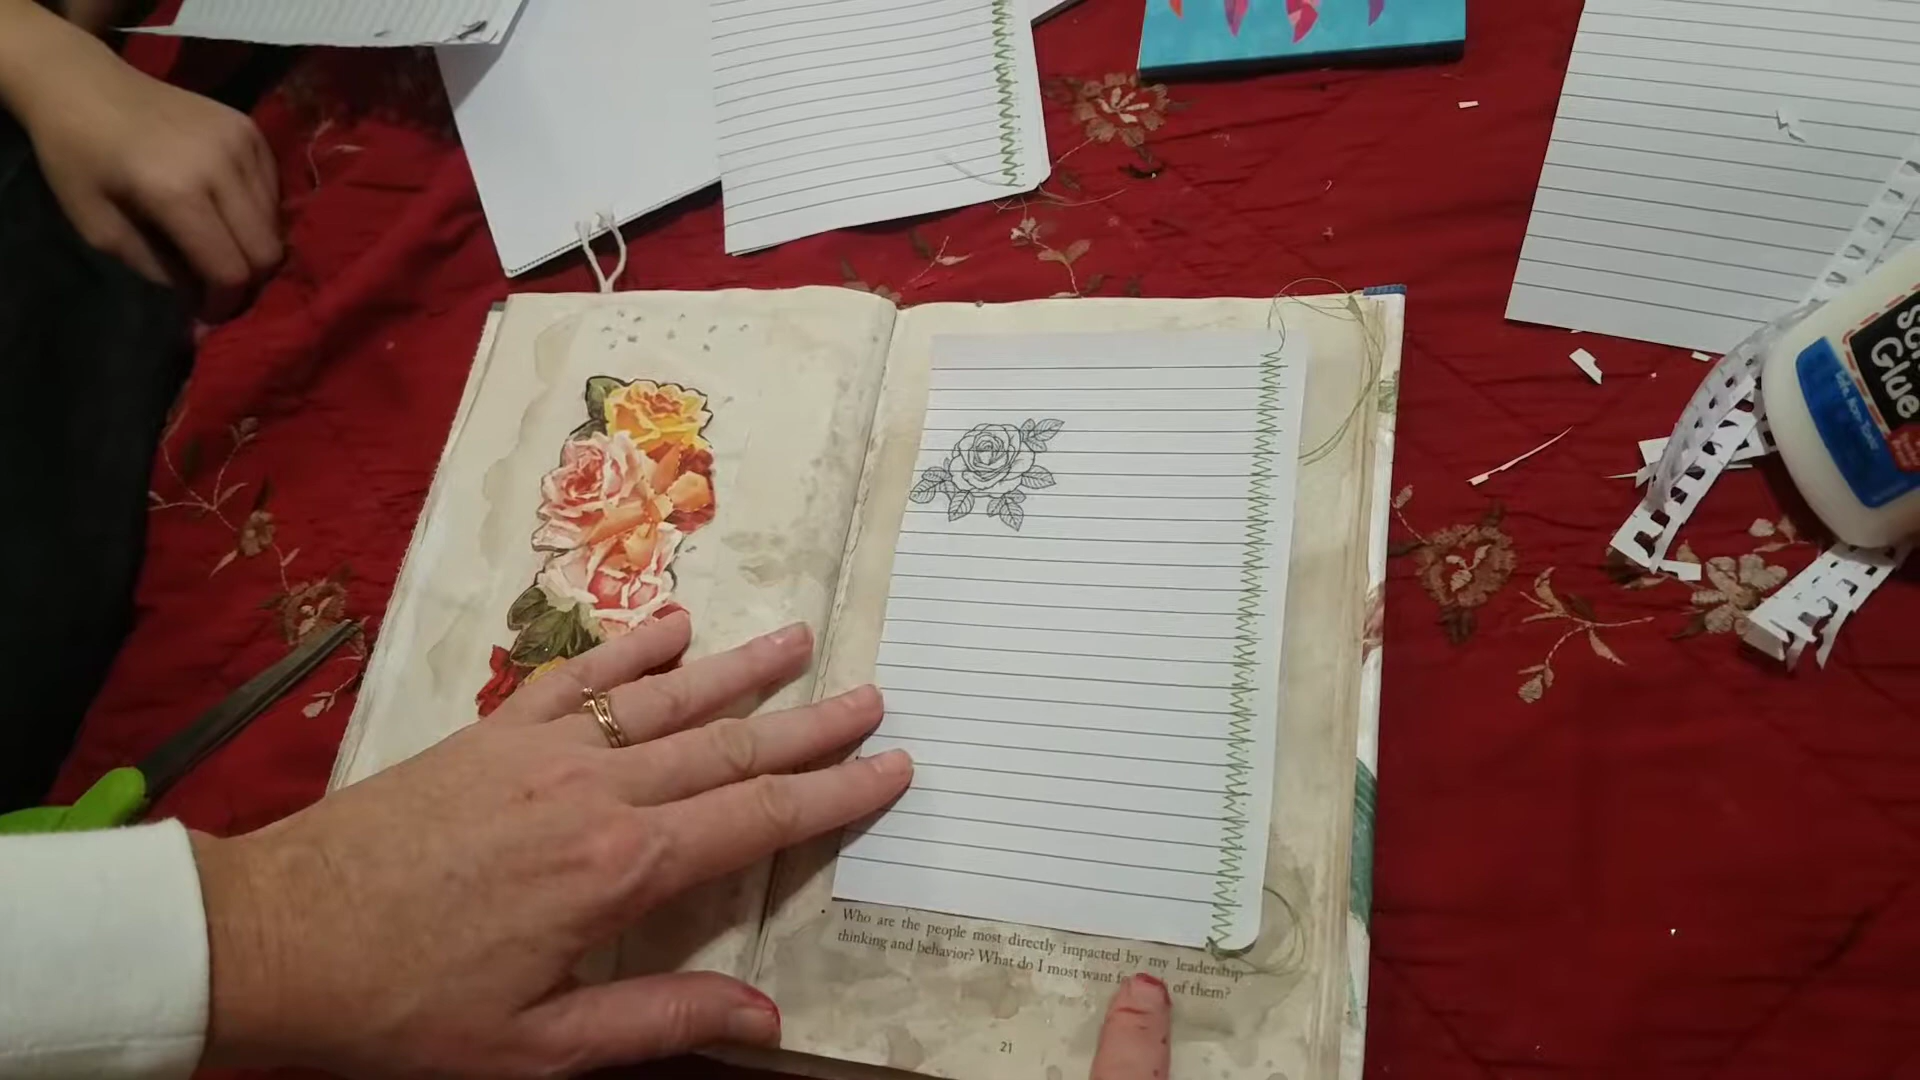 Who are the people most directly impacted by my leadership
thinking and behavior? What do I most want of them?
21
Glue